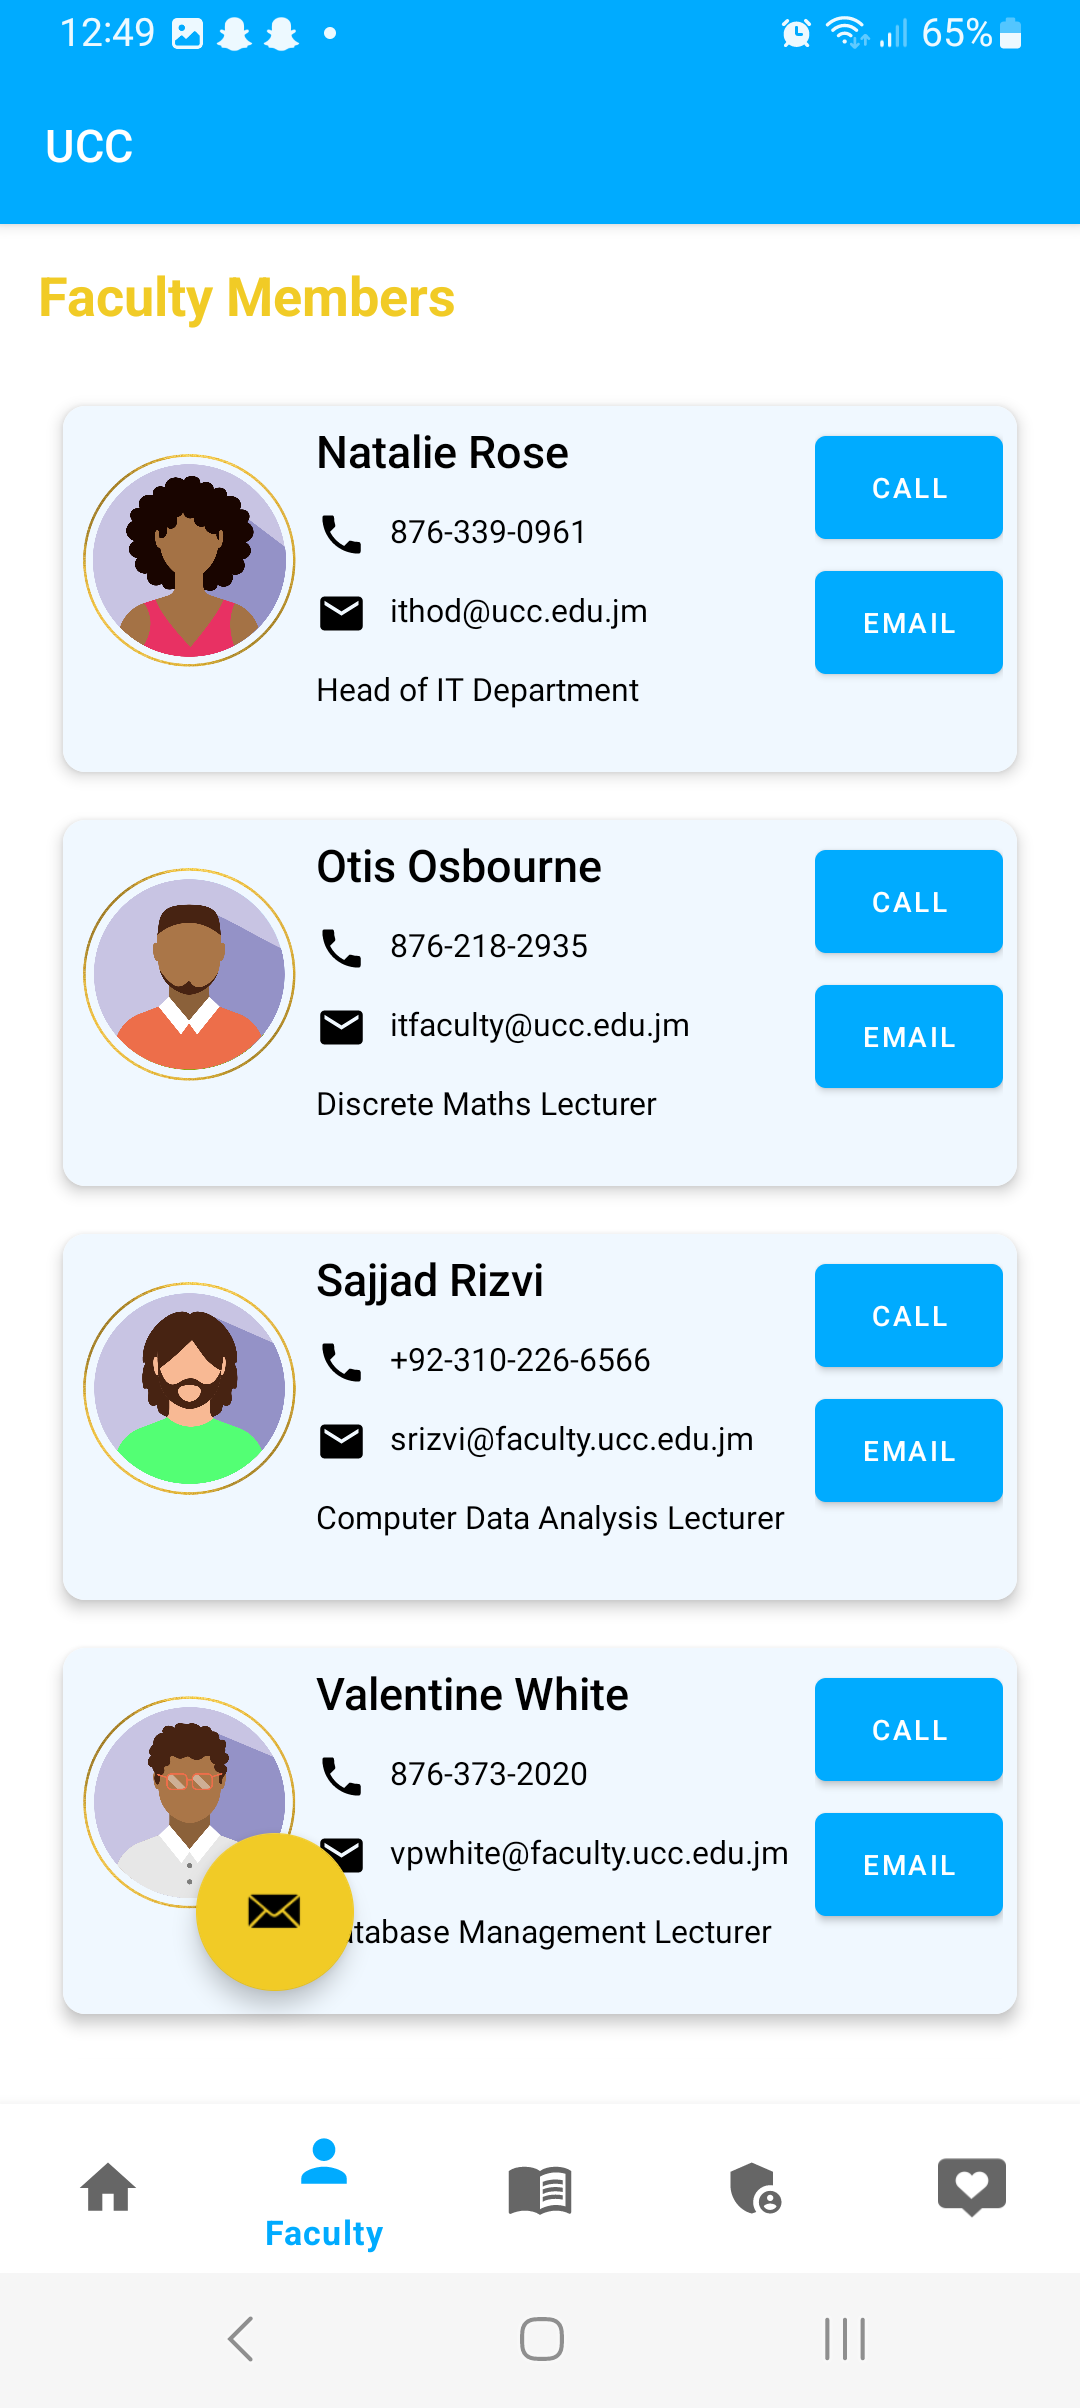 12:49
65%
UCC
Faculty Members
Natalie Rose
876-339-0961
ithod@ucc.edu.jm
Head of IT Department
CALL
EMAIL
Otis Osbourne
876-218-2935
itfaculty@ucc.edu.jm
Discrete Maths Lecturer
CALL
EMAIL
Sajjad Rizvi
+92-310-226-6566
srizvi@faculty.ucc.edu.jm
Computer Data Analysis Lecturer
CALL
EMAIL
Valentine White
876-373-2020
vpwhite@faculty.ucc.edu.jm
Management Lecturer
CALL
EMAIL
Faculty